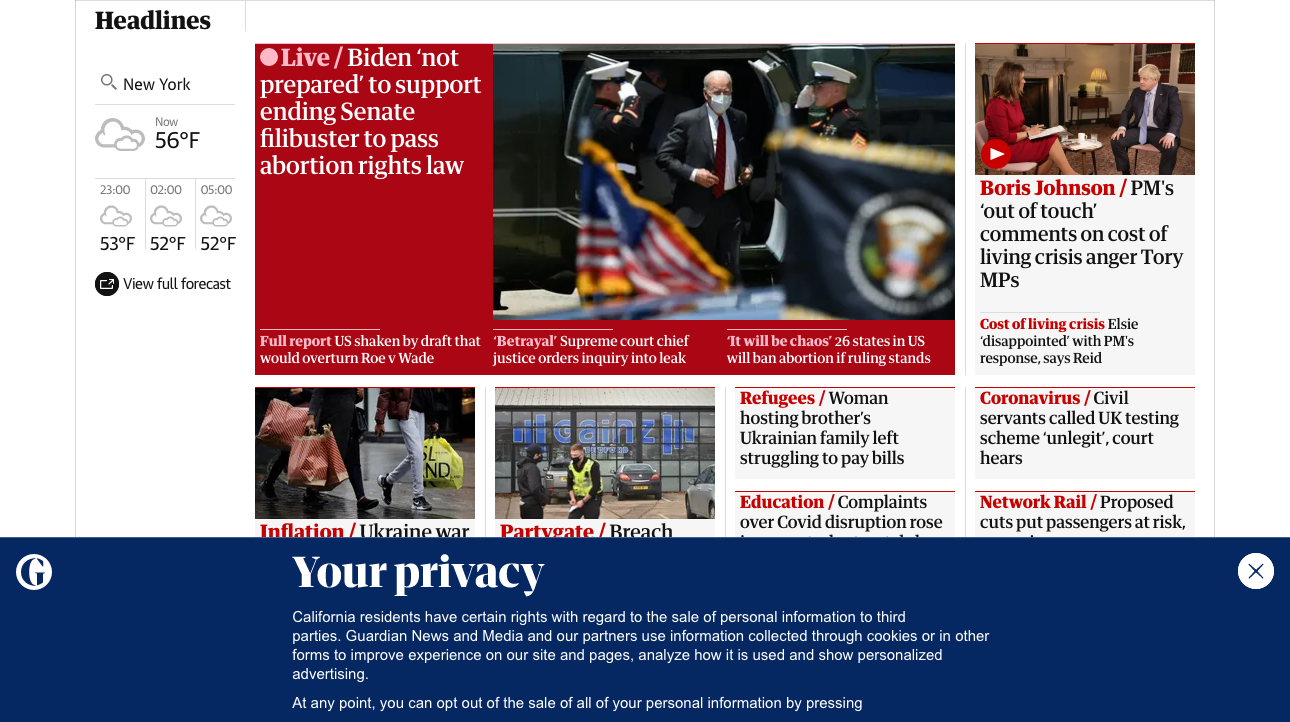 Headlines
New York
Now
56°F
23:00
02:00
05:00
53°F
52°F
52°F
View full forecast
Live / Biden ‘not
prepared’ to support
ending Senate
filibuster to pass
abortion rights law
Full report US shaken by draft that
would overturn Roe v Wade
‘Betrayal’ Supreme court chief
justice orders inquiry into leak
‘It will be chaos’ 26 states in US
will ban abortion if ruling stands
Boris Johnson / PM's
‘out of touch’
comments on cost of
living crisis anger Tory
MPs
Cost of living crisis Elsie
‘disappointed’ with PM's
response, says Reid
Gainz
Inflation / Ukraine war
Partygate / Breach
Refugees / Woman
hosting brother’s
Ukrainian family left
struggling to pay bills
Education / Complaints
over Covid disruption rose
Coronavirus / Civil
servants called UK testing
scheme ‘unlegit’, court
hears
Network Rail / Proposed
cuts put passengers at risk,
Your privacy
California residents have certain rights with regard to the sale of personal information to third
parties. Guardian News and Media and our partners use information collected through cookies or in other
forms to improve experience on our site and pages, analyze how it is used and show personalized
advertising.
At any point, you can opt out of the sale of all of your personal information by pressing